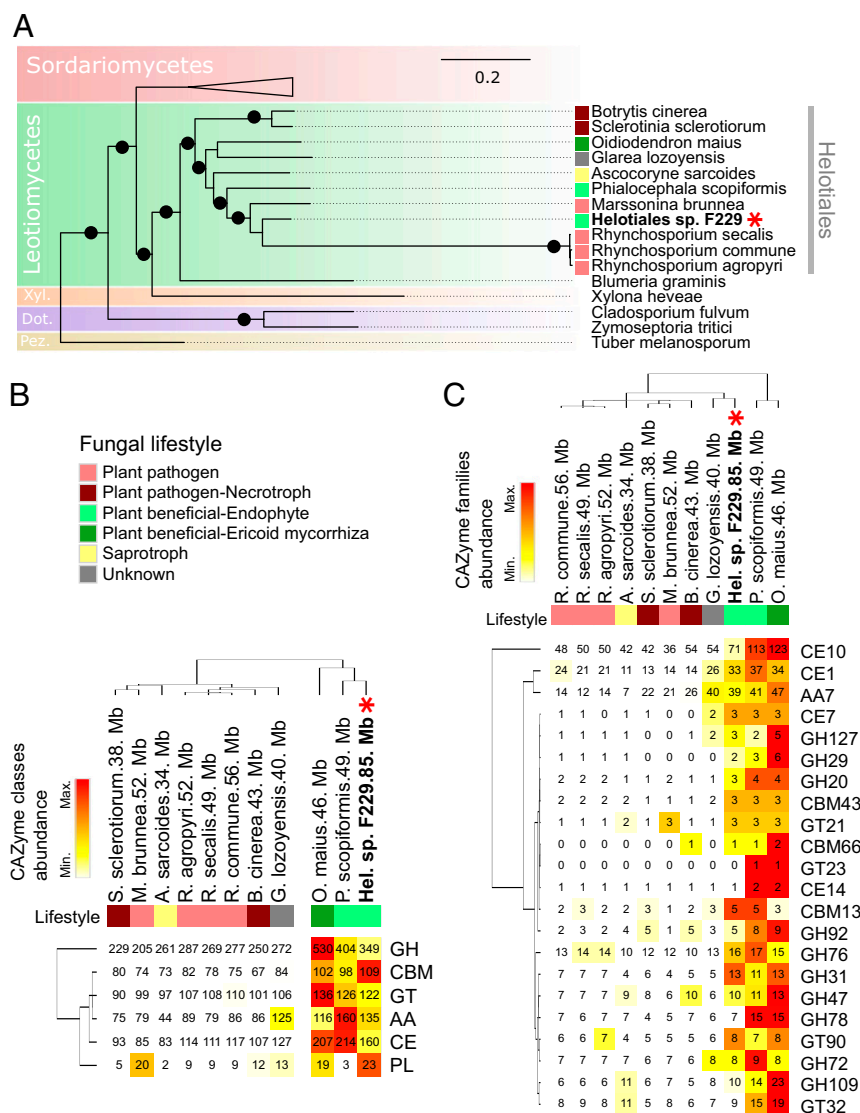 A
Sordariomycetes
0.2
Leotiomycetes
Xyl.
Dot.
Pez.
Botrytis cinerea
Sclerotinia sclerotiorum
Oidiodendron maius
Glarea lozoyensis
Ascocoryne sarcoides
Phialocephala scopiformis
Marssonina brunnea
Helotiales sp. F229 *
Rhynchosporium secalis
Rhynchosporium commune
Rhynchosporium agropyri
Blumeria graminis
Xylona heveae
Cladosporium fulvum
Zymoseptoria tritici
Tuber melanosporum
Helotiales
B
Fungal lifestyle
Plant pathogen
Plant pathogen-Necrotroph
Plant beneficial-Endophyte
Plant beneficial-Ericoid mycorrhiza
Saprotroph
Unknown
CAZyme classes
abundance
Min. Max.
S. sclerotiorum.38. Mb
M. brunnea.52. Mb
A. sarcoides.34. Mb
R. agropyri.52. Mb
R. secalis.49. Mb
R. commune.56. Mb
B. cinerea.43. Mb
G. lozoyensis.40. Mb
O. maius.46. Mb
P. scopiformis.49. Mb
Hel. sp. F229.85. Mb *
Lifestyle
229 205 261 287 269 277 250 272 530 404 349 GH
80 74 73 82 78 75 67 84 102 98 109 CBM
90 99 97 107 108 110 101 106 136 126 122 GT
75 79 44 89 79 86 86 125 116 160 135 AA
93 85 83 114 111 117 107 127 207 214 160 CE
5 20 2 9 9 9 12 13 19 3 23 PL
C
CAZyme families
abundance
Min. Max.
R. commune.56. Mb
R. secalis.49. Mb
R. agropyri.52. Mb
A. sarcoides.34. Mb
S. sclerotiorum.38. Mb
M. brunnea.52. Mb
B. cinerea.43. Mb
G. lozoyensis.40. Mb
Hel. sp. F229.85. Mb *
P. scopiformis.49. Mb
O. maius.46. Mb
Lifestyle
48 50 50 42 42 36 54 54 71 113 123 CE10
24 21 21 11 13 14 14 26 33 37 34 CE1
14 12 14 7 22 21 26 40 39 41 47 AA7
1 1 0 1 1 0 0 2 3 3 3 CE7
1 1 1 0 1 0 1 2 3 2 5 GH127
1 1 1 0 0 0 0 0 2 3 6 GH29
2 2 2 1 1 2 1 1 3 4 4 GH20
2 2 2 1 2 2 1 1 3 3 3 CBM43
1 1 1 2 1 3 1 1 3 3 3 GT21
0 0 0 0 0 0 1 0 1 1 2 CBM66
0 0 0 0 0 0 0 0 0 1 1 GT23
1 1 1 1 1 1 1 1 1 2 2 CE14
2 3 2 1 3 1 2 3 5 5 3 CBM13
2 2 2 4 5 1 5 3 5 8 9 GH92
13 14 14 10 12 12 10 13 16 17 15 GH76
7 7 7 4 6 4 5 5 13 11 13 GH31
7 7 7 9 8 6 10 6 10 11 13 GH47
7 7 7 6 5 6 6 7 7 15 15 GH78
4 4 7 2 3 5 3 4 8 7 8 GT90
7 7 7 6 7 6 7 8 8 9 8 GH72
6 6 6 11 6 7 6 8 10 14 23 GH109
8 9 8 11 5 8 6 7 9 15 19 GT32